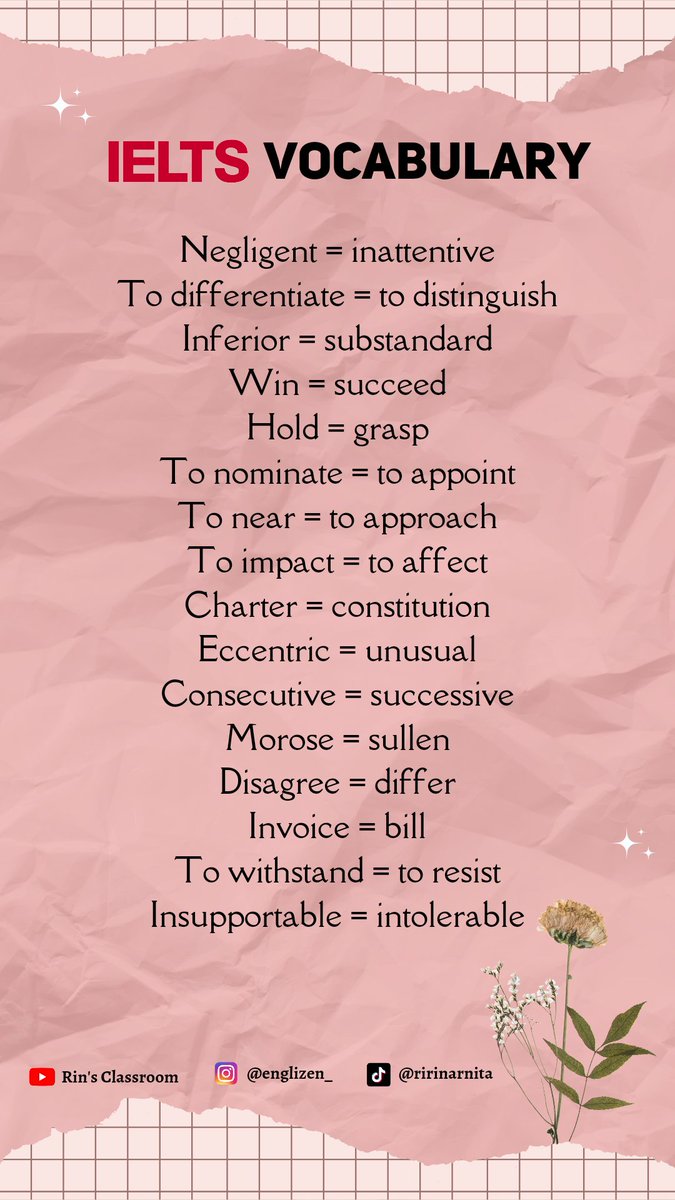 IELTS VOCABULARY
Negligent = inattentive
To differentiate = to distinguish
Inferior = substandard
Win = succeed
Hold = grasp
To nominate = to appoint
To near = to approach
To impact = to affect
Charter = constitution
Eccentric = unusual
Consecutive = successive
Morose = sullen
Disagree = differ
Invoice = bill
To withstand = to resist
Insupportable = intolerable
Rin's Classroom @englizen_ @ririnarnita